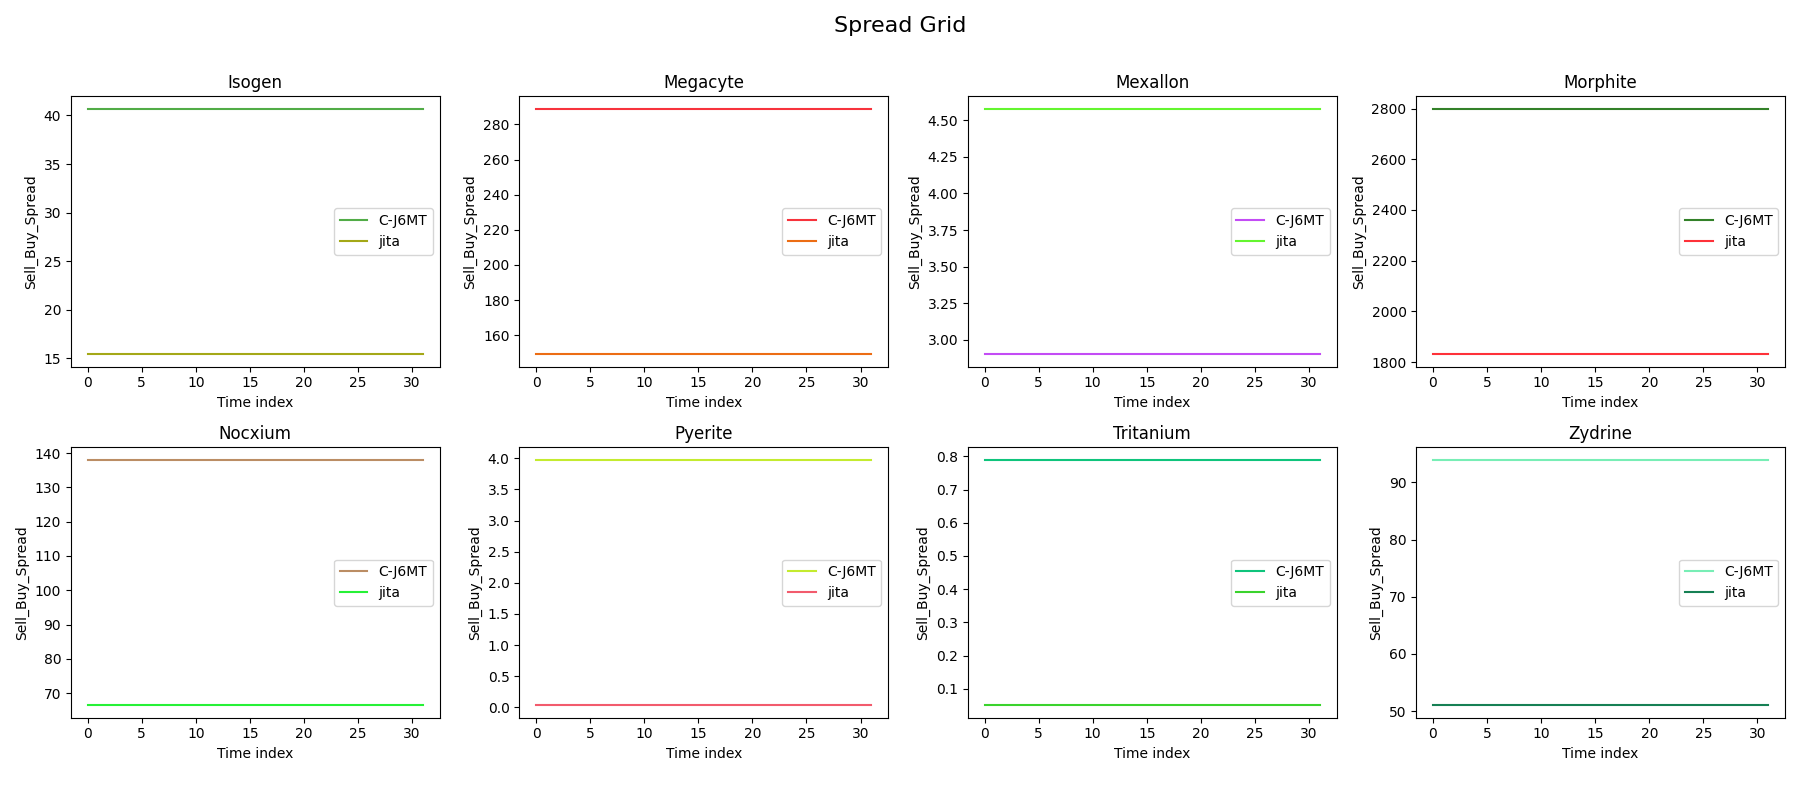 Spread Grid
Isogen
Sell_Buy_Spread
40
35
30
25
20
15
C-J6MT
jita
0 5 10 15 20 25 30
Time index
Megacyte
Sell_Buy_Spread
280
260
240
220
200
180
160
C-J6MT
jita
0 5 10 15 20 25 30
Time index
Mexallon
Sell_Buy_Spread
4.50
4.25
4.00
3.75
3.50
3.25
3.00
C-J6MT
jita
0 5 10 15 20 25 30
Time index
Morphite
Sell_Buy_Spread
2800
2600
2400
2200
2000
1800
C-J6MT
jita
0 5 10 15 20 25 30
Time index
Nocxium
Sell_Buy_Spread
140
130
120
110
100
90
80
70
C-J6MT
jita
0 5 10 15 20 25 30
Time index
Pyerite
Sell_Buy_Spread
4.0
3.5
3.0
2.5
2.0
1.5
1.0
0.5
0.0
C-J6MT
jita
0 5 10 15 20 25 30
Time index
Tritanium
Sell_Buy_Spread
0.8
0.7
0.6
0.5
0.4
0.3
0.2
0.1
C-J6MT
jita
0 5 10 15 20 25 30
Time index
Zydrine
Sell_Buy_Spread
90
80
70
60
50
C-J6MT
jita
0 5 10 15 20 25 30
Time index